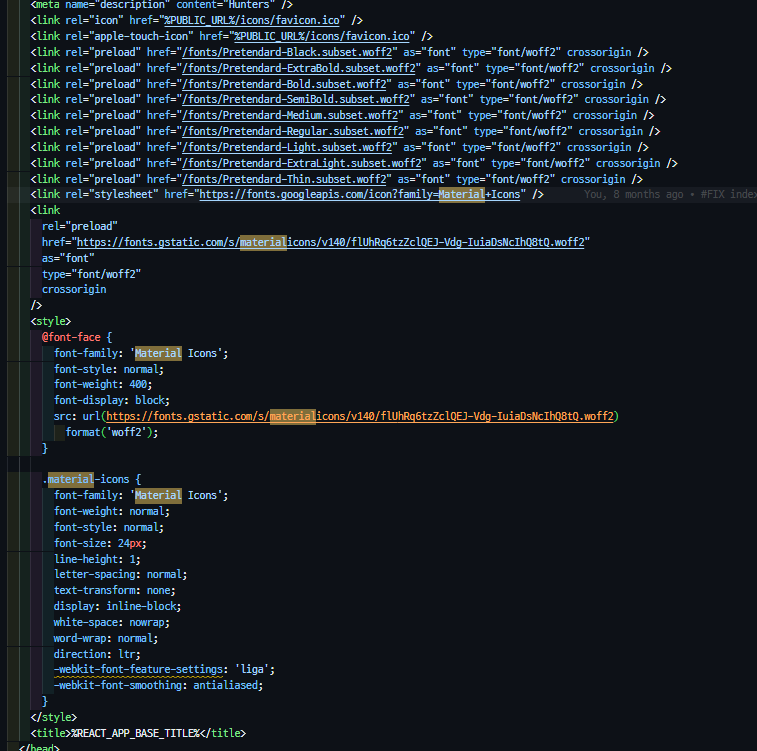 <meta name="description" content="Hunters" />
<link rel="icon" href="%PUBLIC_URL%/icons/favicon.ico" />
<link rel="apple-touch-icon" href="%PUBLIC_URL%/icons/favicon.ico" />
<link rel="preload" href="/fonts/Pretendard-Black.subset.woff2" as="font" type="font/woff2" crossorigin />
<link rel="preload" href="/fonts/Pretendard-ExtraBold.subset.woff2" as="font" type="font/woff2" crossorigin />
<link rel="preload" href="/fonts/Pretendard-Bold.subset.woff2" as="font" type="font/woff2" crossorigin />
<link rel="preload" href="/fonts/Pretendard-SemiBold.subset.woff2" as="font" type="font/woff2" crossorigin />
<link rel="preload" href="/fonts/Pretendard-Medium.subset.woff2" as="font" type="font/woff2" crossorigin />
<link rel="preload" href="/fonts/Pretendard-Regular.subset.woff2" as="font" type="font/woff2" crossorigin />
<link rel="preload" href="/fonts/Pretendard-Light.subset.woff2" as="font" type="font/woff2" crossorigin />
<link rel="preload" href="/fonts/Pretendard-ExtraLight.subset.woff2" as="font" type="font/woff2" crossorigin />
<link rel="preload" href="/fonts/Pretendard-Thin.subset.woff2" as="font" type="font/woff2" crossorigin />
<link rel="stylesheet" href="https://fonts.googleapis.com/icon?family=Material+Icons" /> You, 8 months ago • #FIX index
<link
rel="preload"
href="https://fonts.gstatic.com/s/materialicons/v140/flUhRq6tzZclQEJ-Vdg-IuiaDsNcIhQ8tQ.woff2"
as="font"
type="font/woff2"
crossorigin
/>
<style>
@font-face {
font-family: 'Material Icons';
font-style: normal;
font-weight: 400;
font-display: block;
src: url(https://fonts.gstatic.com/s/materialicons/v140/flUhRq6tzZclQEJ-Vdg-IuiaDsNcIhQ8tQ.woff2)
format('woff2');
}
.material-icons {
font-family: 'Material Icons';
font-weight: normal;
font-style: normal;
font-size: 24px;
line-height: 1;
letter-spacing: normal;
text-transform: none;
display: inline-block;
white-space: nowrap;
word-wrap: normal;
direction: ltr;
-webkit-font-feature-settings: 'liga';
-webkit-font-smoothing: antialiased;
}
</style>
<title>%REACT_APP_BASE_TITLE%</title>
</head>